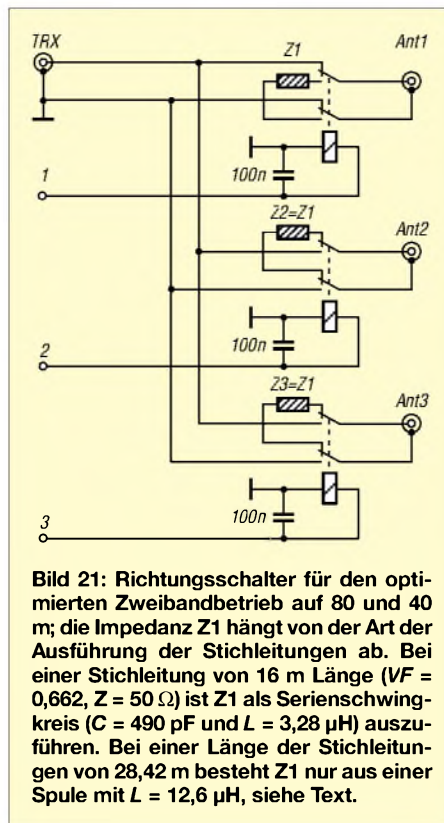 TRX
Z1
Ant1
100n
1
Z2=Z1
Ant2
100n
2
Z3=Z1
Ant3
100n
3
Bild 21: Richtungsschalter für den opti-
mierten Zweibandbetrieb auf 80 und 40
m; die Impedanz Z1 hängt von der Art der
Ausführung der Stichleitungen ab. Bei
einer Stichleitung von 16 m Länge (VF =
0,662, Z = 50 Ω) ist Z1 als Serienschwing-
kreis (C = 490 pF und L = 3,28 µH) auszu-
führen. Bei einer Länge der Stichleitun-
gen von 28,42 m besteht Z1 nur aus einer
Spule mit L = 12,6 µH, siehe Text.